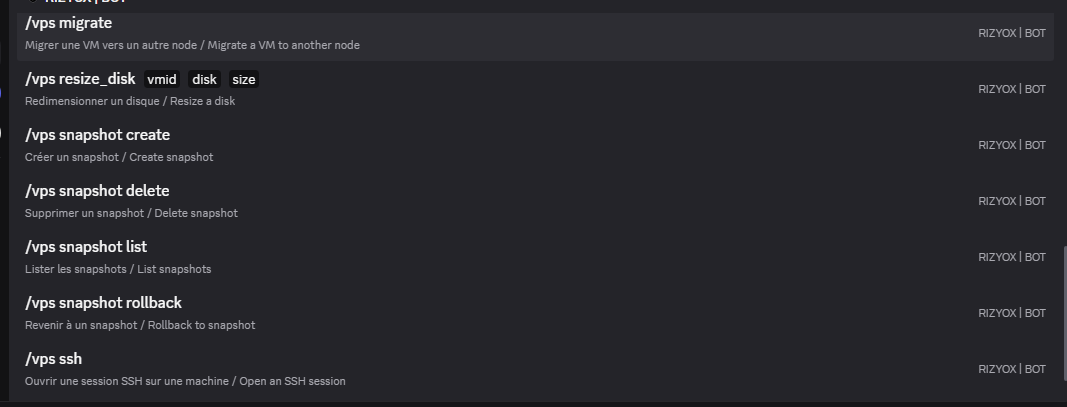 RIZYOX | BOT
/vps migrate
Migrer une VM vers un autre node / Migrate a VM to another node
RIZYOX | BOT
/vps resize_disk vmid disk size
Redimensionner un disque / Resize a disk
RIZYOX | BOT
/vps snapshot create
Créer un snapshot / Create snapshot
RIZYOX | BOT
/vps snapshot delete
Supprimer un snapshot / Delete snapshot
RIZYOX | BOT
/vps snapshot list
Lister les snapshots / List snapshots
RIZYOX | BOT
/vps snapshot rollback
Revenir à un snapshot / Rollback to snapshot
RIZYOX | BOT
/vps ssh
Ouvrir une session SSH sur une machine / Open an SSH session
RIZYOX | BOT